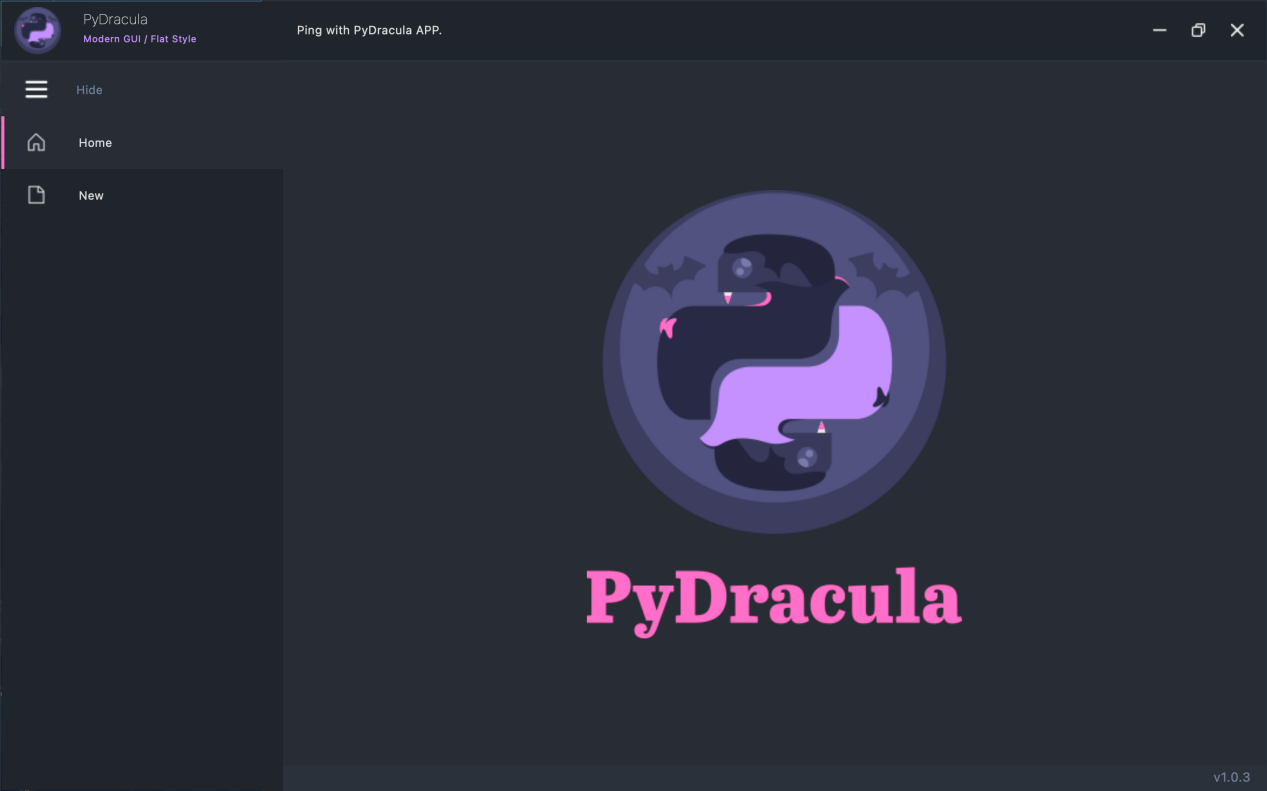 PyDracula
Modern GUI / Flat Style
Ping with PyDracula APP.
Hide
Home
New
PyDracula
v1.0.3